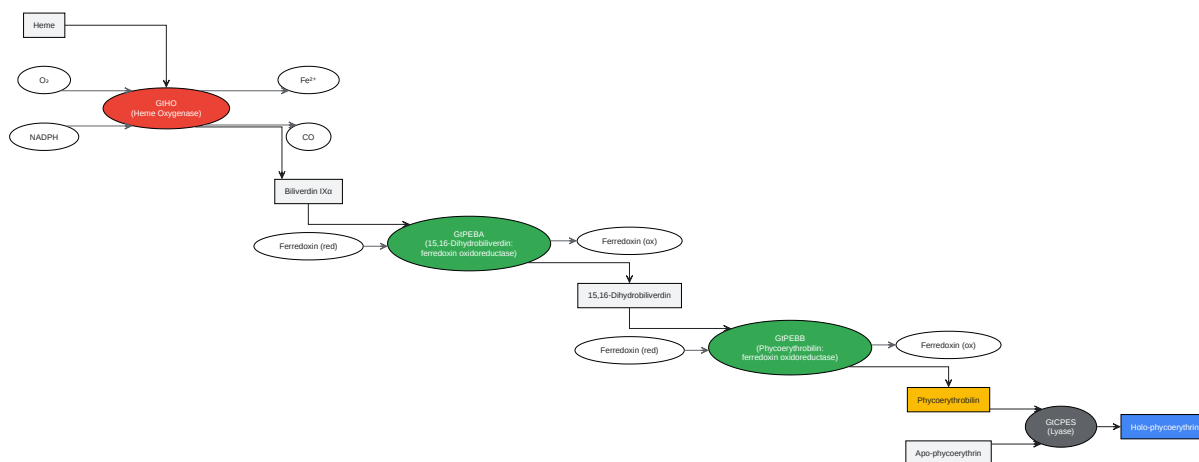 Heme
O₂
Fe²⁺
GtHO
(Heme Oxygenase)
NADPH
CO
Biliverdin IXα
GtPEBA
(15,16-Dihydrobiliverdin:
ferredoxin oxidoreductase)
Ferredoxin (red)
Ferredoxin (ox)
15,16-Dihydrobiliverdin
GtPEBB
(Phycoerythrobilin:
ferredoxin oxidoreductase)
Ferredoxin (red)
Ferredoxin (ox)
Phycoerythrobilin
GtCPES
(Lyase)
Holo-phycoerythrin
Apo-phycoerythrin